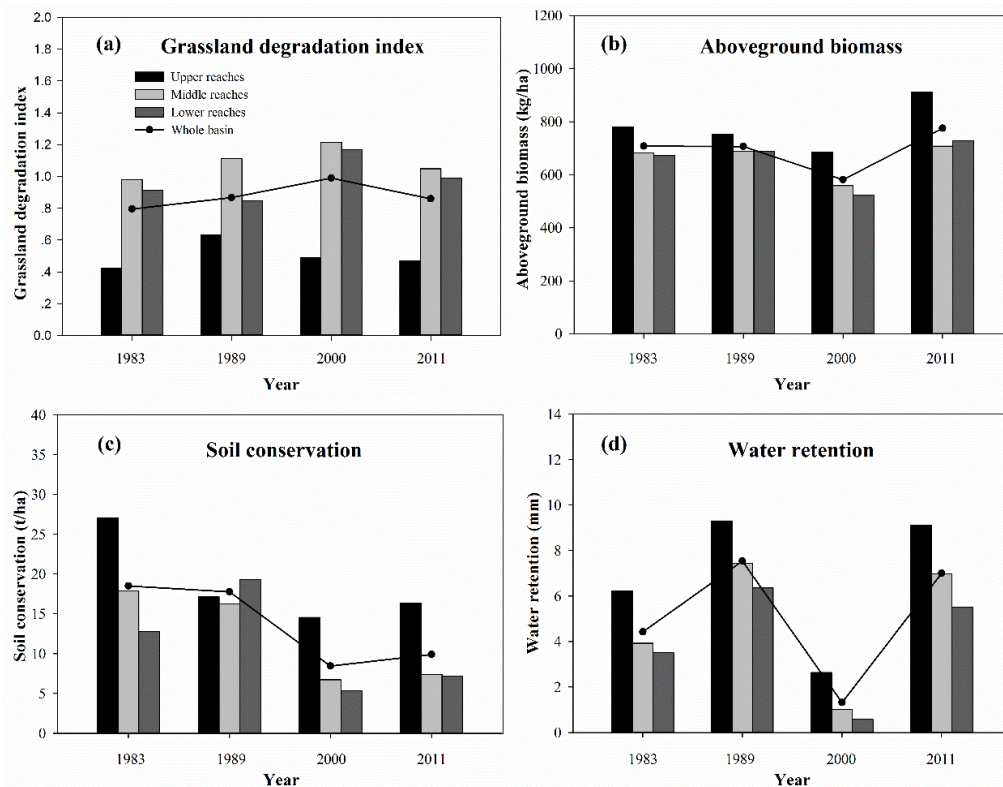 (a) Grassland degradation index
Upper reaches
Middle reaches
Lower reaches
Whole basin
Grassland degradation index
2.0
1.8
1.6
1.4
1.2
1.0
.8
.6
.4
.2
0.0
1983 1989 2000 2011
Year
(b) Aboveground biomass
Aboveground biomass (kg/ha)
1200
1000
800
600
400
200
0
1983 1989 2000 2011
Year
(c) Soil conservation
Soil conservation (t/ha)
40
35
30
25
20
15
10
5
0
1983 1989 2000 2011
Year
(d) Water retention
Water retention (mm)
14
12
10
8
6
4
2
0
1983 1989 2000 2011
Year